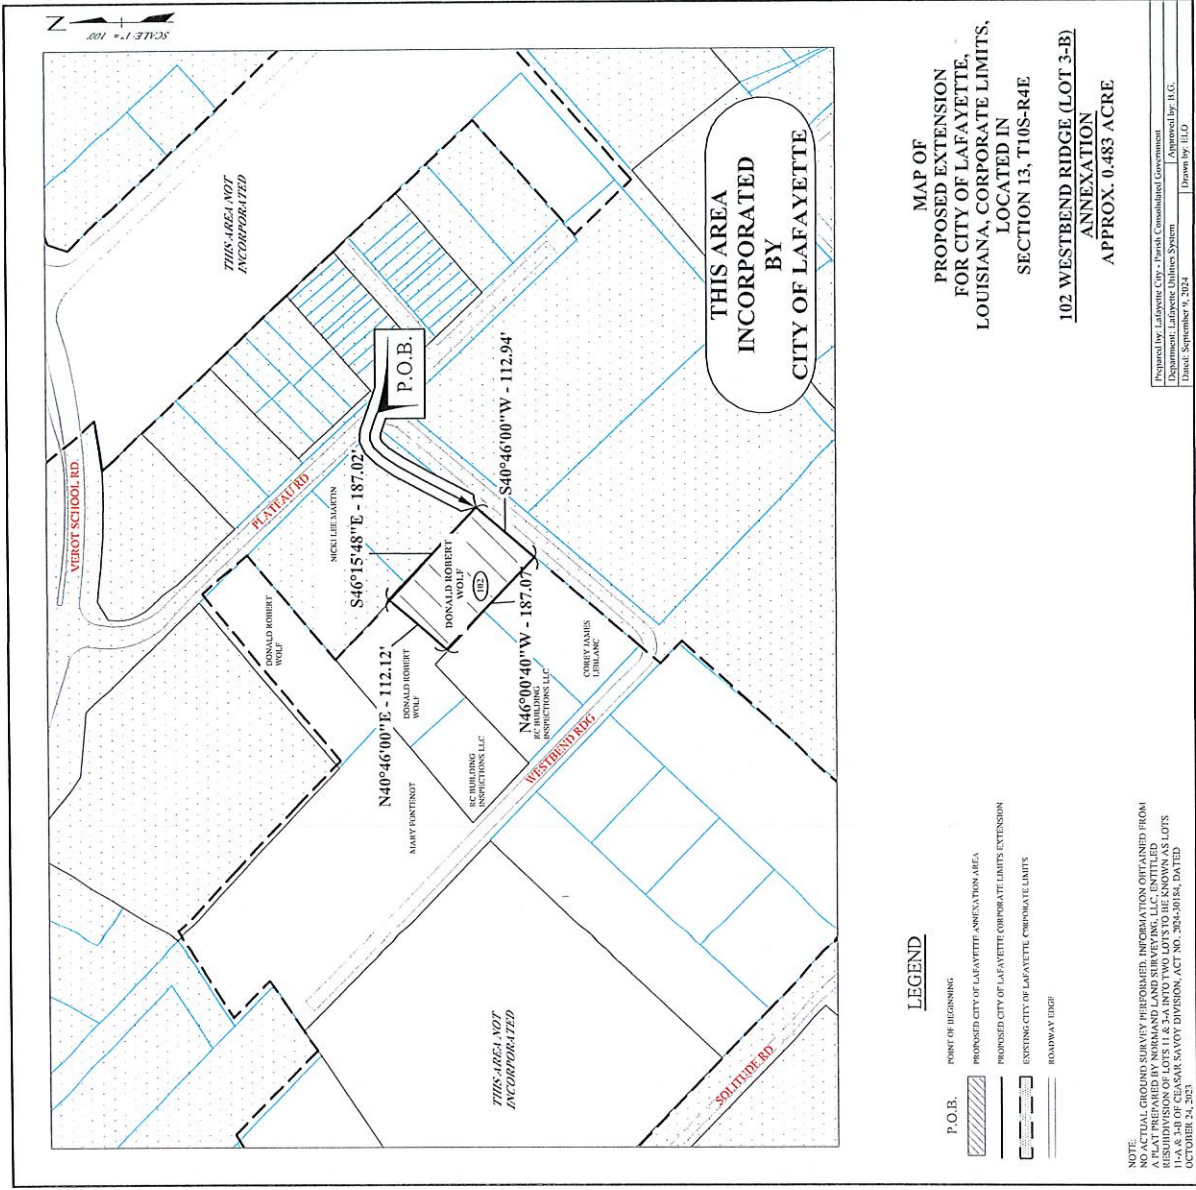 N
SCALE: 1" = 100'
VEROT SCHOOL RD.
THIS AREA NOT
INCORPORATED
PLATEAU RD
NICKI LEE MARTIN
DONALD ROBERT
WOLF
S46°15'48"E - 187.02'
P.O.B.
N40°46'00"E - 112.12'
DONALD ROBERT
WOLF
DONALD ROBERT
WOLF
102
S40°46'00"W - 112.94'
MARY FONTENOT
RC BUILDING
INSPECTIONS LLC
N46°00'40"W - 187.07'
RC BUILDING
INSPECTIONS LLC
COREY JAMES
LEBLANC
WESTBEND RDG
THIS AREA NOT
INCORPORATED
SOLITUDE RD
THIS AREA
INCORPORATED
BY
CITY OF LAFAYETTE
LEGEND
P.O.B. POINT OF BEGINNING
PROPOSED CITY OF LAFAYETTE ANNEXATION AREA
PROPOSED CITY OF LAFAYETTE CORPORATE LIMITS EXTENSION
EXISTING CITY OF LAFAYETTE CORPORATE LIMITS
ROADWAY EDGE
MAP OF
PROPOSED EXTENSION
FOR CITY OF LAFAYETTE,
LOUISIANA, CORPORATE LIMITS,
LOCATED IN
SECTION 13, T10S-R4E
102 WESTBEND RIDGE (LOT 3-B)
ANNEXATION
APPROX. 0.483 ACRE
NOTE:
NO ACTUAL GROUND SURVEY PERFORMED. INFORMATION OBTAINED FROM
A PLAT PREPARED BY NORMAND LAND SURVEYING, LLC, ENTITLED
RESUBDIVISION OF LOTS 11 & 3-A INTO TWO LOTS TO BE KNOWN AS LOTS
11-A & 3-B OF CEASAR SAVOY DIVISION, ACT NO. 2024-30184, DATED
OCTOBER 24, 2023
Prepared by: Lafayette City - Parish Consolidated Government
Department: Lafayette Utilities System Approved by: B.G.
Dated: September 9, 2024 Drawn by: ELO